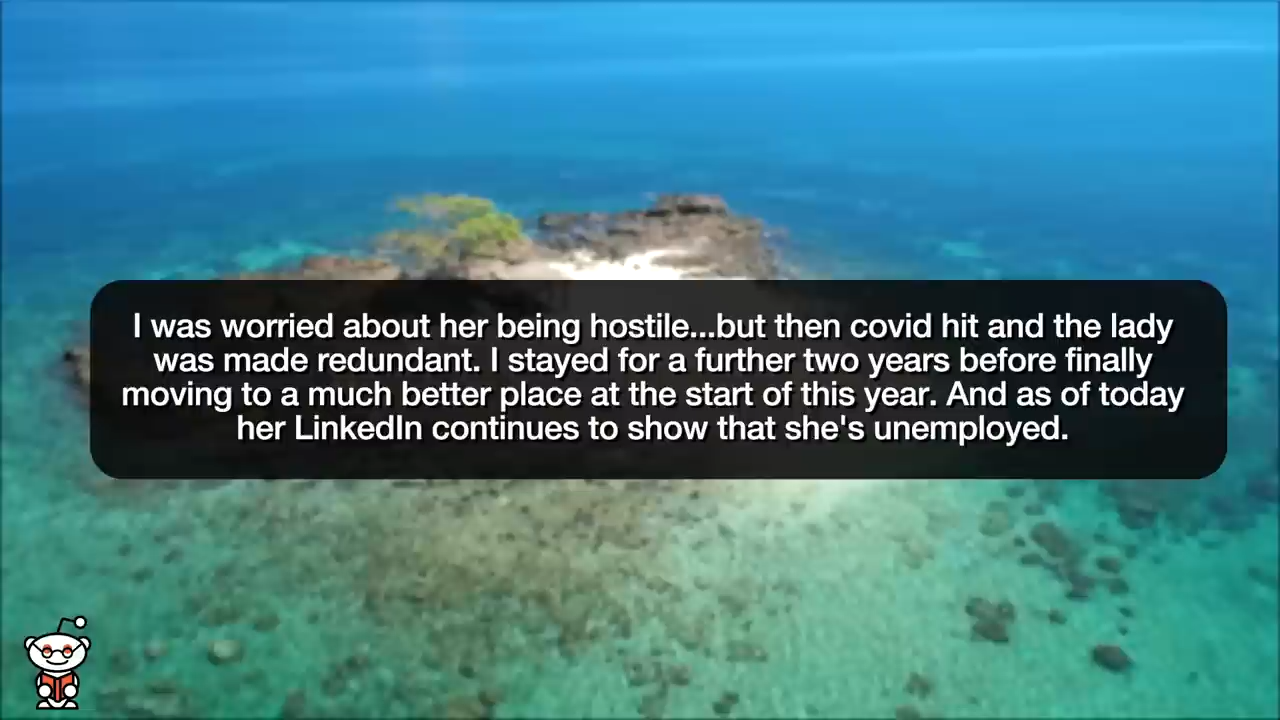 I was worried about her being hostile...but then covid hit and the lady
was made redundant. I stayed for a further two years before finally
moving to a much better place at the start of this year. And as of today
her LinkedIn continues to show that she's unemployed.